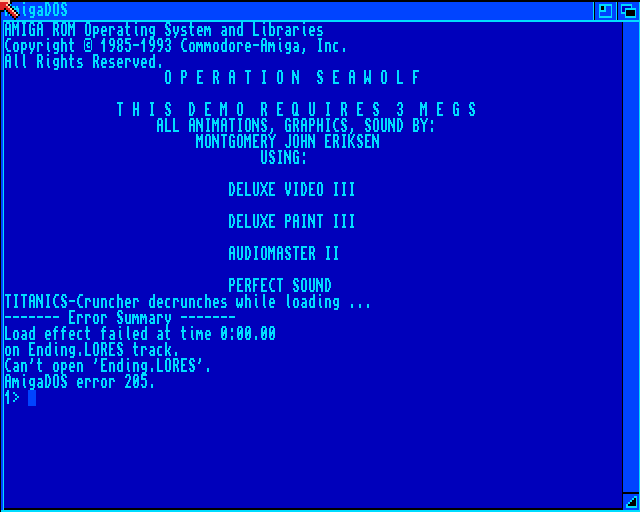 AmigaDOS
AMIGA ROM Operating System and Libraries
Copyright © 1985-1993 Commodore-Amiga, Inc.
All Rights Reserved.
O P E R A T I O N  S E A W O L F
T H I S  D E M O  R E Q U I R E S  3  M E G S
ALL ANIMATIONS, GRAPHICS, SOUND BY:
MONTGOMERY JOHN ERIKSEN
USING:
DELUXE VIDEO III
DELUXE PAINT III
AUDIOMASTER II
PERFECT SOUND
TITANICS-Cruncher decrunches while loading ...
------- Error Summary -------
Load effect failed at time 0:00.00
on Ending.LORES track.
Can't open 'Ending.LORES'.
AmigaDOS error 205.
1>